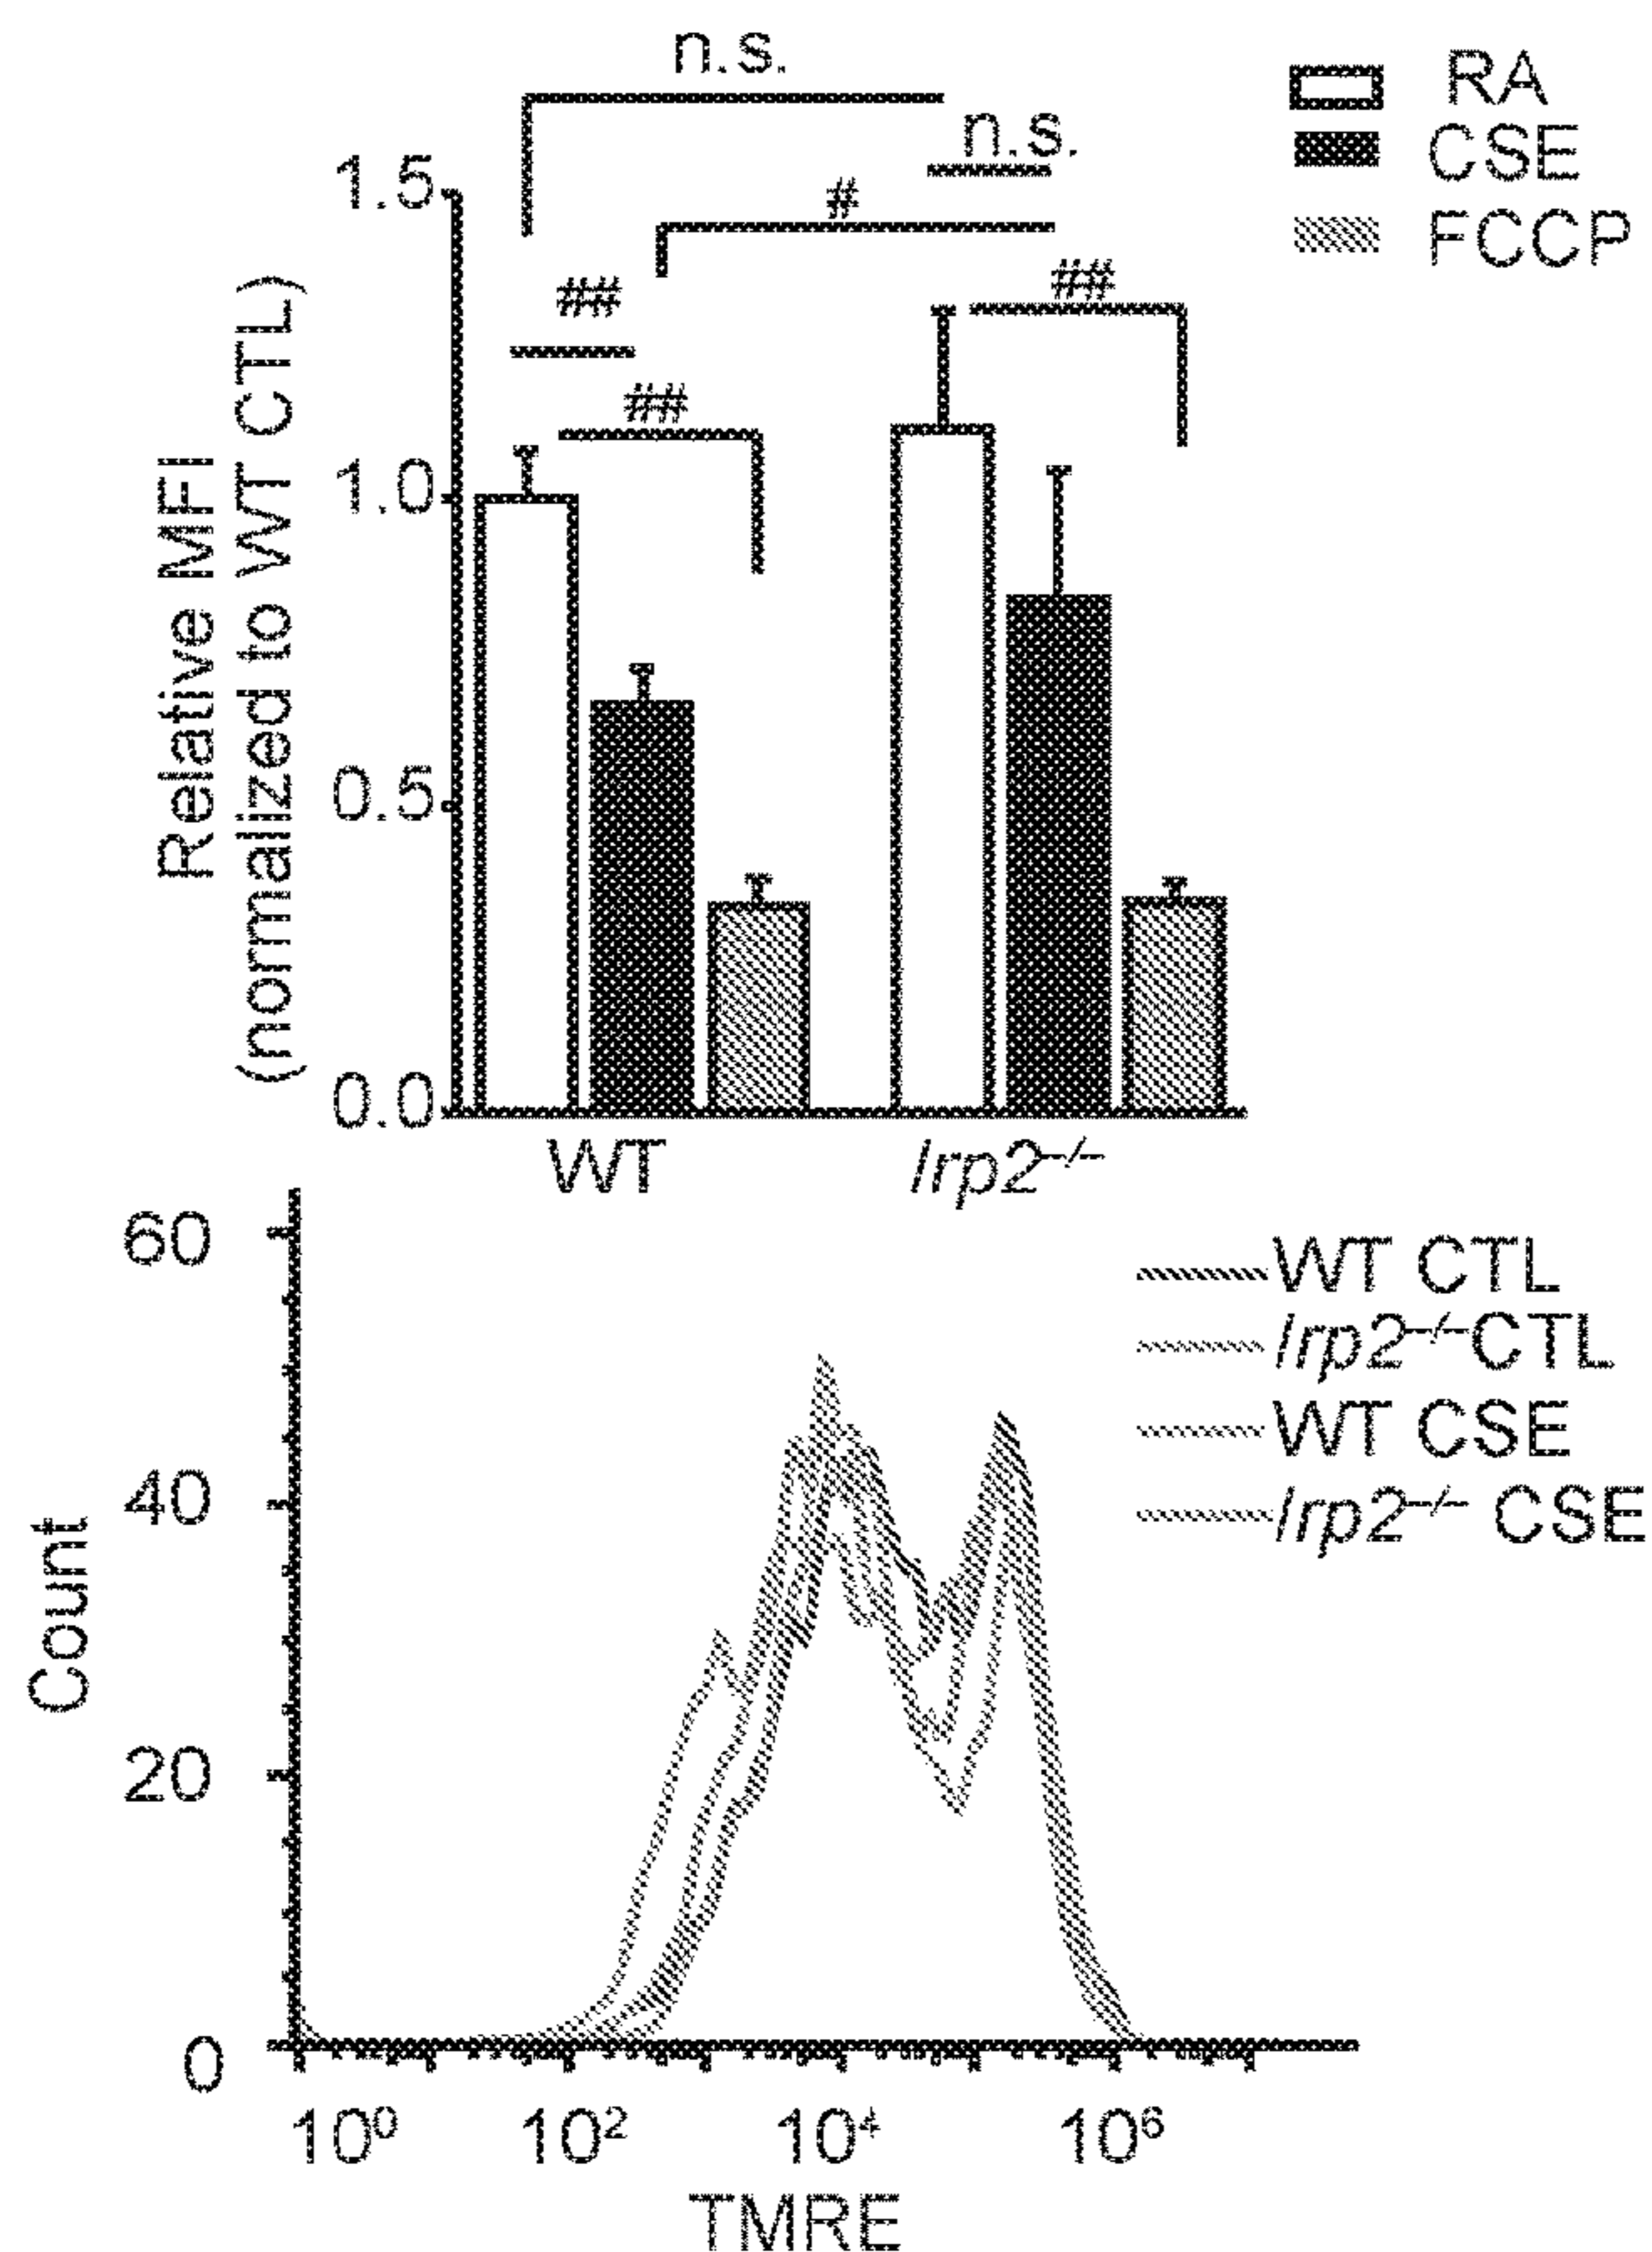 n.s.
n.s.
#
##
##
##
RA
CSE
FCCP
1.5
1.0
0.5
0.0
Relative MFI
(normalized to WT CTL)
WT
Irp2⁻/⁻
60
40
20
0
Count
WT CTL
Irp2⁻/⁻CTL
WT CSE
Irp2⁻/⁻ CSE
10⁰ 10² 10⁴ 10⁶
TMRE